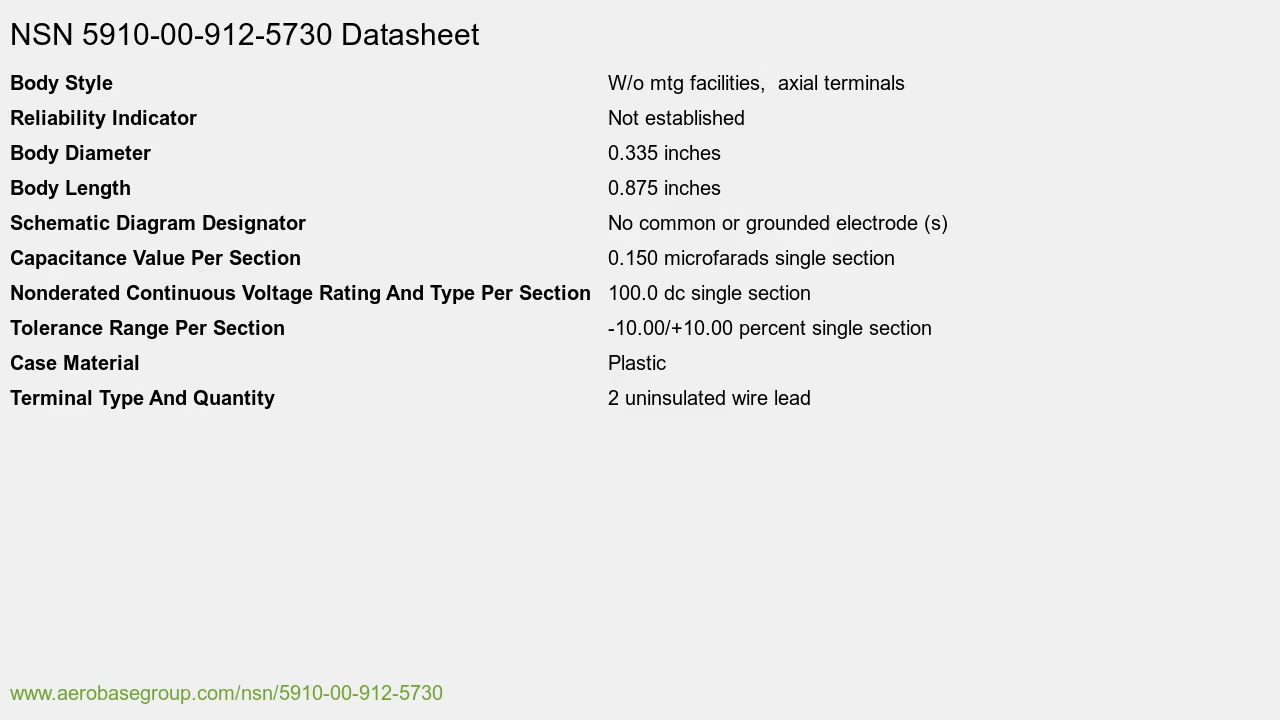 NSN 5910-00-912-5730 Datasheet
Body Style W/o mtg facilities,  axial terminals
Reliability Indicator Not established
Body Diameter 0.335 inches
Body Length 0.875 inches
Schematic Diagram Designator No common or grounded electrode (s)
Capacitance Value Per Section 0.150 microfarads single section
Nonderated Continuous Voltage Rating And Type Per Section 100.0 dc single section
Tolerance Range Per Section -10.00/+10.00 percent single section
Case Material Plastic
Terminal Type And Quantity 2 uninsulated wire lead
www.aerobasegroup.com/nsn/5910-00-912-5730